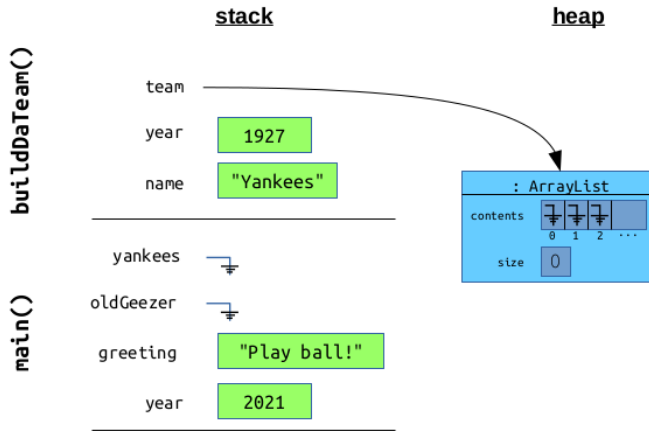 stack
heap
buildDaTeam()
team
year 1927
name "Yankees"
: ArrayList
contents
0 1 2 ...
size 0
main()
yankees
oldGeezer
greeting "Play ball!"
year 2021